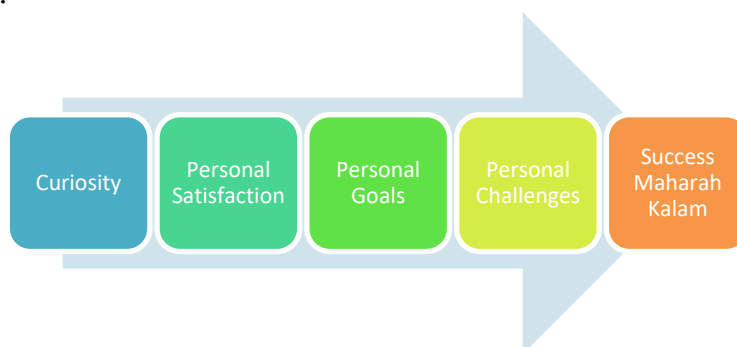 .
Curiosity
Personal
Satisfaction
Personal
Goals
Personal
Challenges
Success
Maharah
Kalam